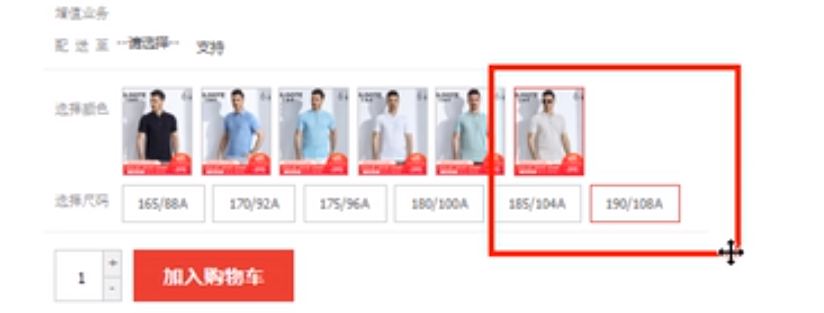 增值业务
配送至 --请选择-- 支持
选择颜色
选择尺码 165/88A 170/92A 175/96A 180/100A 185/104A 190/108A
1 + - 加入购物车